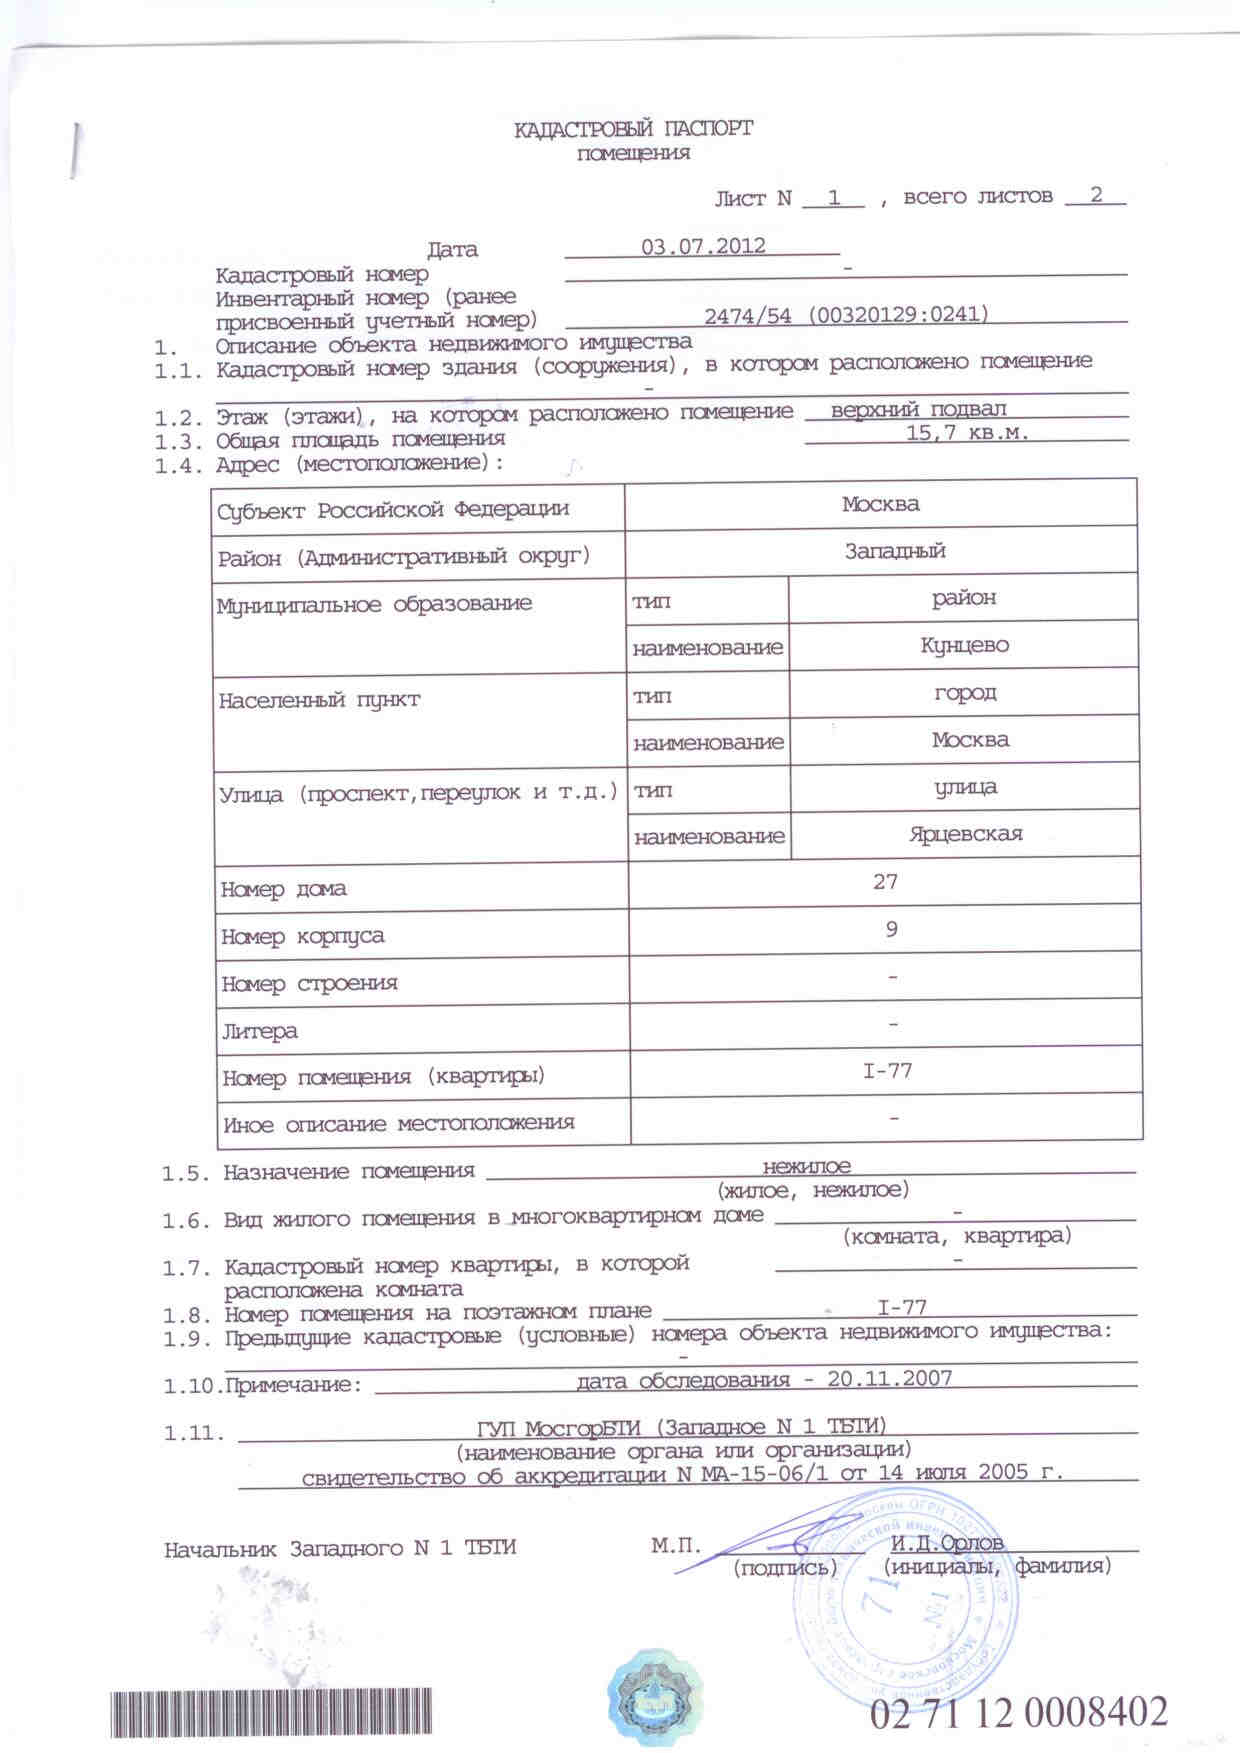 КАДАСТРОВЫЙ ПАСПОРТ
помещения
Лист N 1 , всего листов 2
Дата 03.07.2012
Кадастровый номер -
Инвентарный номер (ранее
присвоенный учетный номер) 2474/54 (00320129:0241)
1. Описание объекта недвижимого имущества
1.1. Кадастровый номер здания (сооружения), в котором расположено помещение
-
1.2. Этаж (этажи), на котором расположено помещение верхний подвал
1.3. Общая площадь помещения 15,7 кв.м.
1.4. Адрес (местоположение):
Субъект Российской Федерации Москва
Район (Административный округ) Западный
Муниципальное образование тип район
наименование Кунцево
Населенный пункт тип город
наименование Москва
Улица (проспект,переулок и т.д.) тип улица
наименование Ярцевская
Номер дома 27
Номер корпуса 9
Номер строения -
Литера -
Номер помещения (квартиры) I-77
Иное описание местоположения -
1.5. Назначение помещения нежилое
(жилое, нежилое)
1.6. Вид жилого помещения в многоквартирном доме -
(комната, квартира)
1.7. Кадастровый номер квартиры, в которой -
расположена комната
1.8. Номер помещения на поэтажном плане I-77
1.9. Предыдущие кадастровые (условные) номера объекта недвижимого имущества:
-
1.10.Примечание: дата обследования - 20.11.2007
1.11. ГУП МосгорБТИ (Западное N 1 ТБТИ)
(наименование органа или организации)
свидетельство об аккредитации N МА-15-06/1 от 14 июля 2005 г.
Начальник Западного N 1 ТБТИ М.П. И.Д.Орлов
(подпись) (инициалы, фамилия)
71
№1
02 71 12 0008402